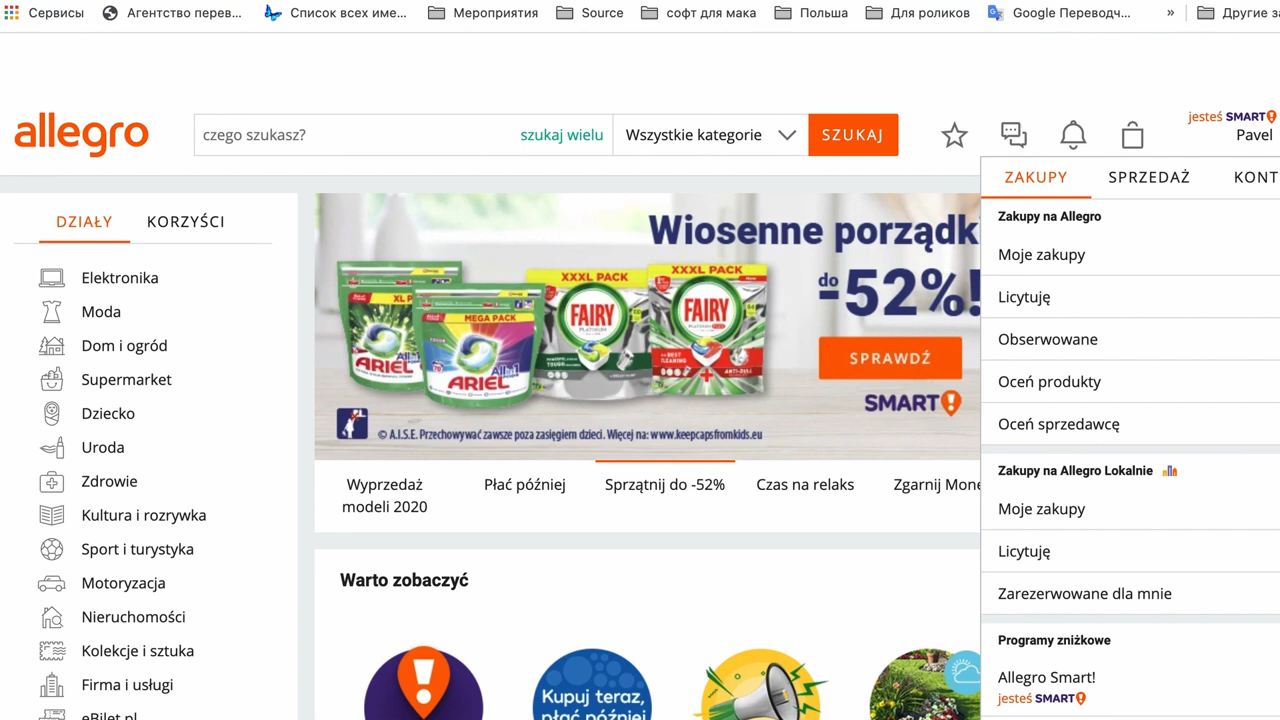 Сервисы
Агентство перев...
Список всех име...
Мероприятия
Source
софт для мака
Польша
Для роликов
Google Переводч...
»
Другие за
allegro
czego szukasz?
szukaj wielu
Wszystkie kategorie
SZUKAJ
jesteś SMART!
Pavel
ZAKUPY
SPRZEDAŻ
KONT
DZIAŁY
KORZYŚCI
Elektronika
Moda
Dom i ogród
Supermarket
Dziecko
Uroda
Zdrowie
Kultura i rozrywka
Sport i turystyka
Motoryzacja
Nieruchomości
Kolekcje i sztuka
Firma i usługi
eBilet.pl
Wiosenne porządk
do
-52%!
SPRAWDŹ
SMART!
XL P
ARIEL
MEGA PACK
All in 1
ARIEL
XXXL PACK
FAIRY
PLATINUM
XXXL PACK
FAIRY
PLATINUM
© A.I.S.E. Przechowywać zawsze poza zasięgiem dzieci. Więcej na: www.keepcapsfromkids.eu
Wyprzedaż
modeli 2020
Płać później
Sprzątnij do -52%
Czas na relaks
Zgarnij Mone
Warto zobaczyć
Kupuj teraz,
płać później
Zakupy na Allegro
Moje zakupy
Licytuję
Obserwowane
Oceń produkty
Oceń sprzedawcę
Zakupy na Allegro Lokalnie
Moje zakupy
Licytuję
Zarezerwowane dla mnie
Programy zniżkowe
Allegro Smart!
jesteś SMART!